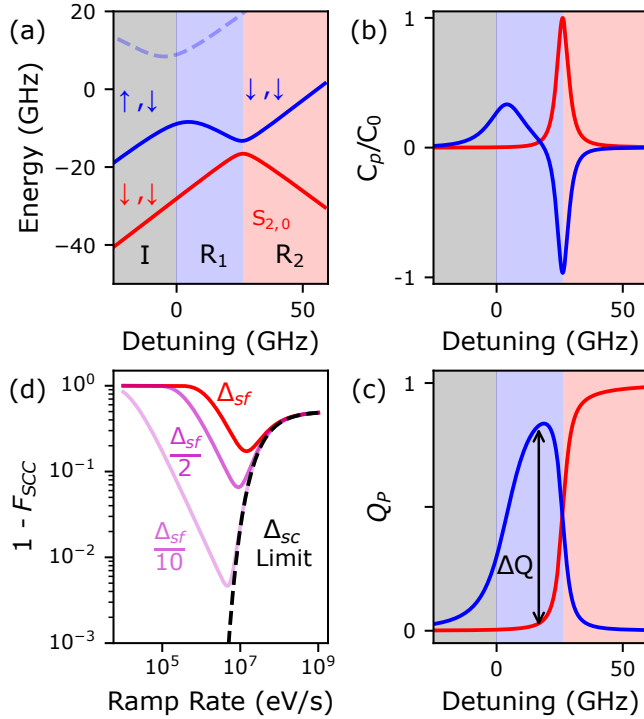 (a)
20
0
−20
−40
Energy (GHz)
↑,↓
↓,↓
↓,↓
S2,0
I
R1
R2
0
50
Detuning (GHz)
(b)
1
0
-1
Cp/C0
0
50
Detuning (GHz)
(d)
10^0
10^−1
10^−2
10^−3
1 - FSCC
Δsf
Δsf
2
Δsf
10
Δsc
Limit
10^5
10^7
10^9
Ramp Rate (eV/s)
(c)
1
0
QP
ΔQ
0
50
Detuning (GHz)